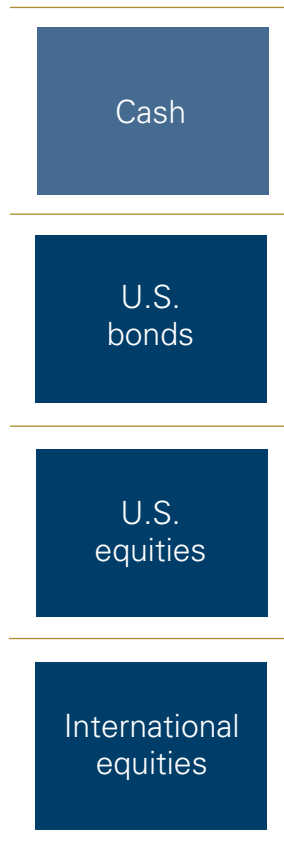 Cash
U.S.
bonds
U.S.
equities
International
equities